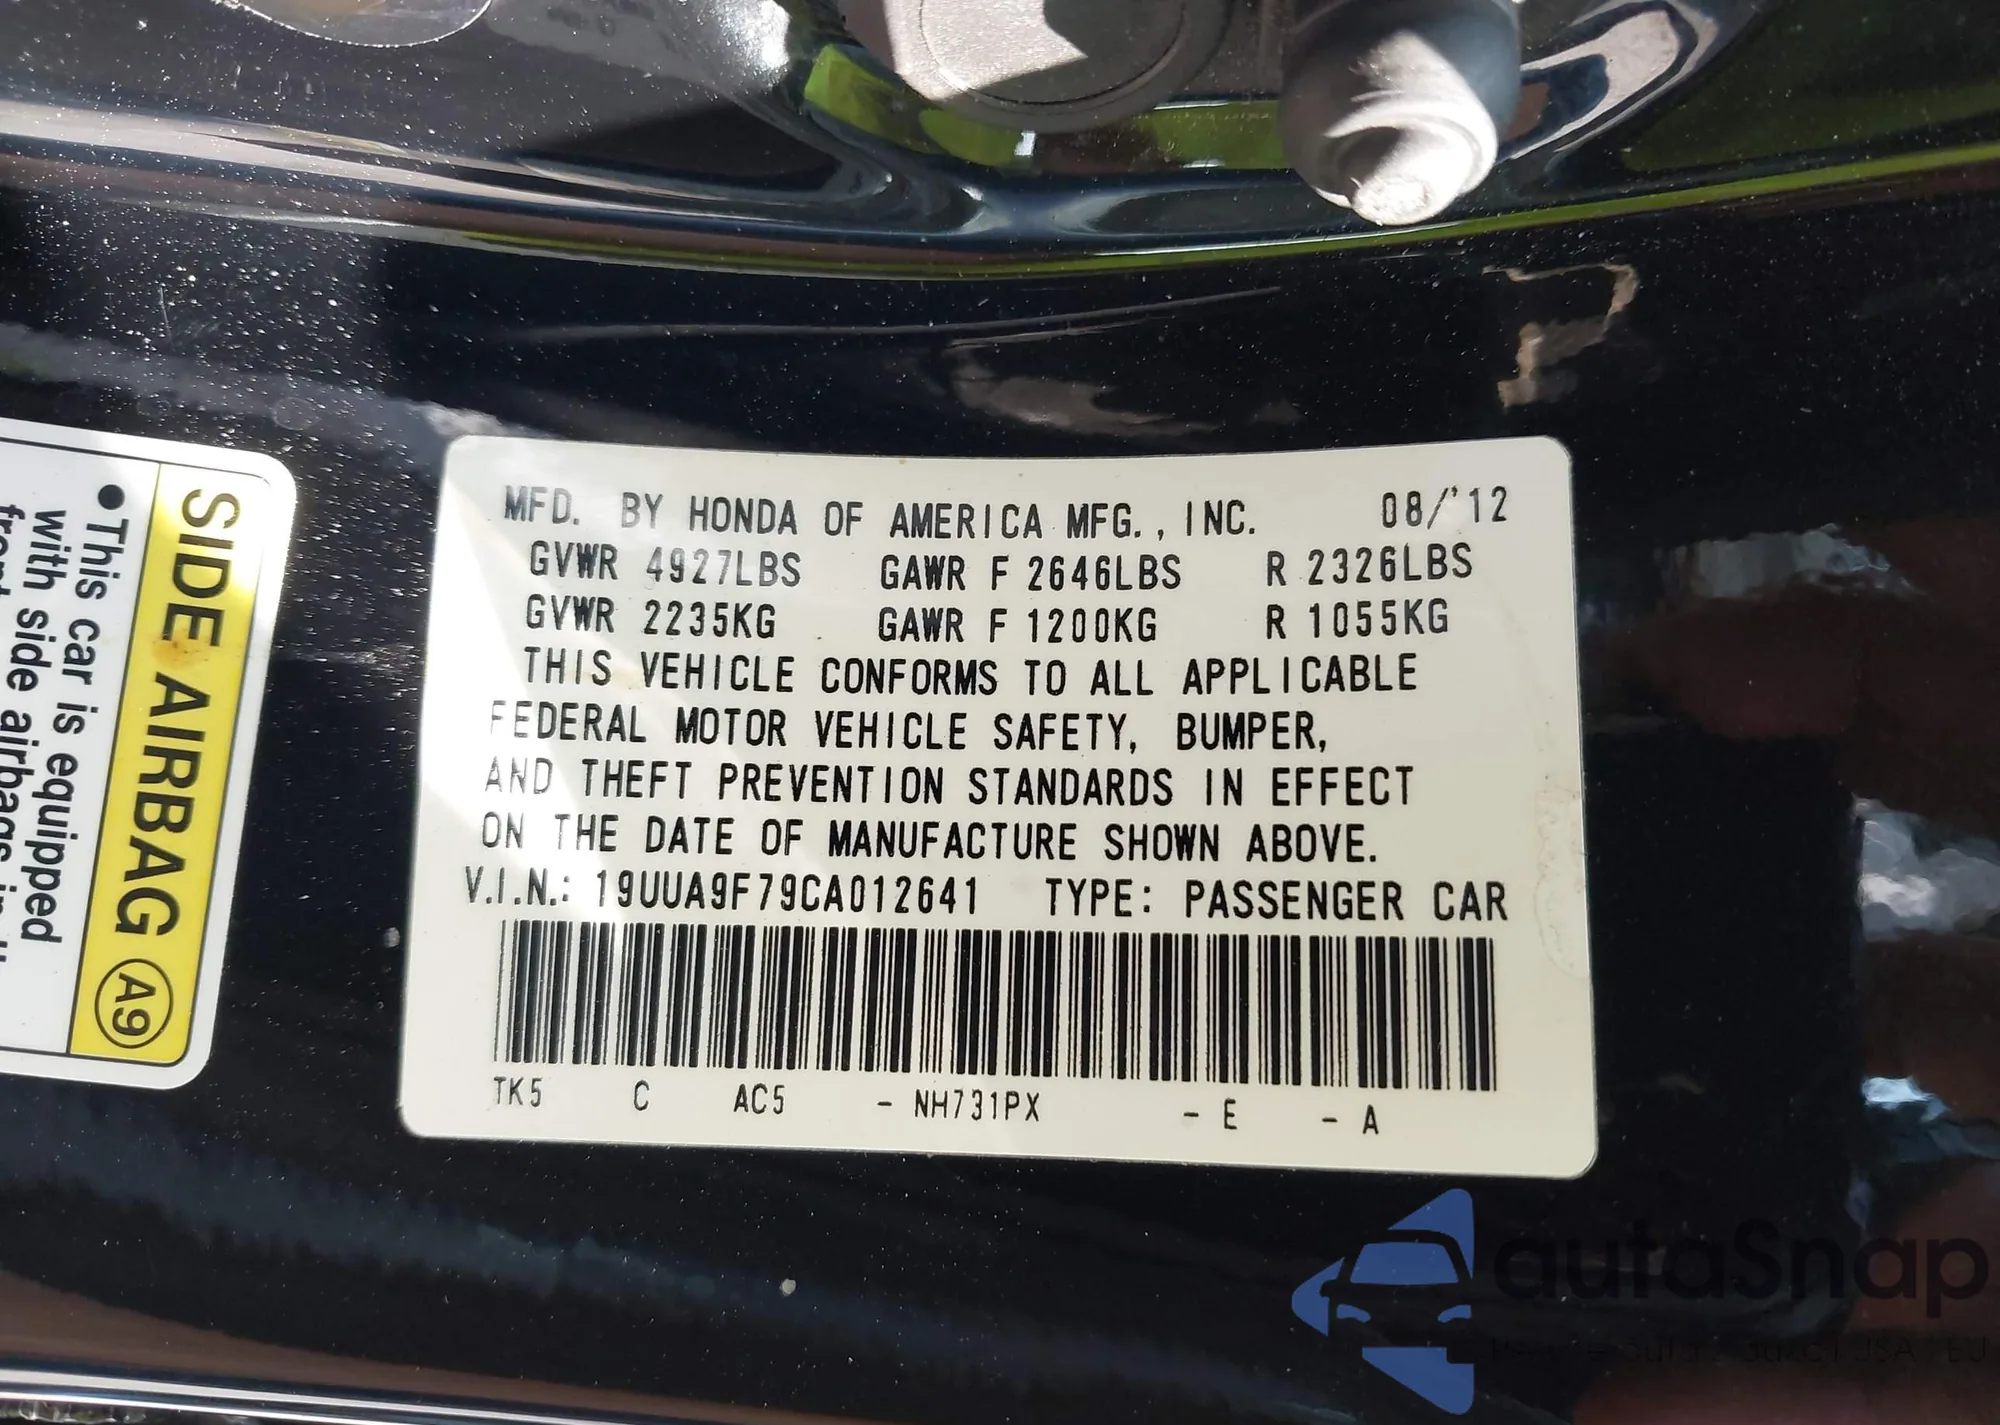 MFD. BY HONDA OF AMERICA MFG., INC. 08/'12
GVWR 4927LBS GAWR F 2646LBS R 2326LBS
GVWR 2235KG GAWR F 1200KG R 1055KG
THIS VEHICLE CONFORMS TO ALL APPLICABLE
FEDERAL MOTOR VEHICLE SAFETY, BUMPER,
AND THEFT PREVENTION STANDARDS IN EFFECT
ON THE DATE OF MANUFACTURE SHOWN ABOVE.
V.I.N.: 19UUA9F79CA012641 TYPE: PASSENGER CAR
TK5 C AC5 - NH731PX - E - A
SIDE AIRBAG A9
•This car is equipped
with side airbags in
autaSnap